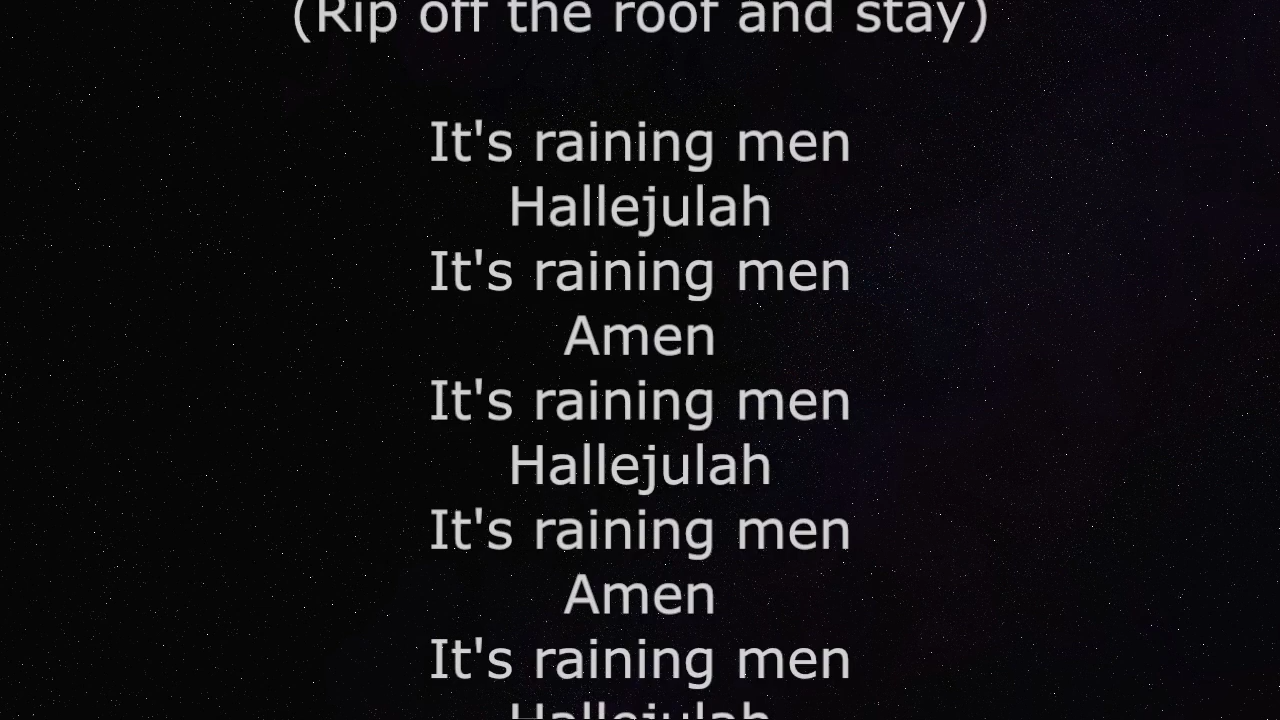 (Rip off the roof and stay)
It's raining men
Hallejulah
It's raining men
Amen
It's raining men
Hallejulah
It's raining men
Amen
It's raining men
Hallejulah